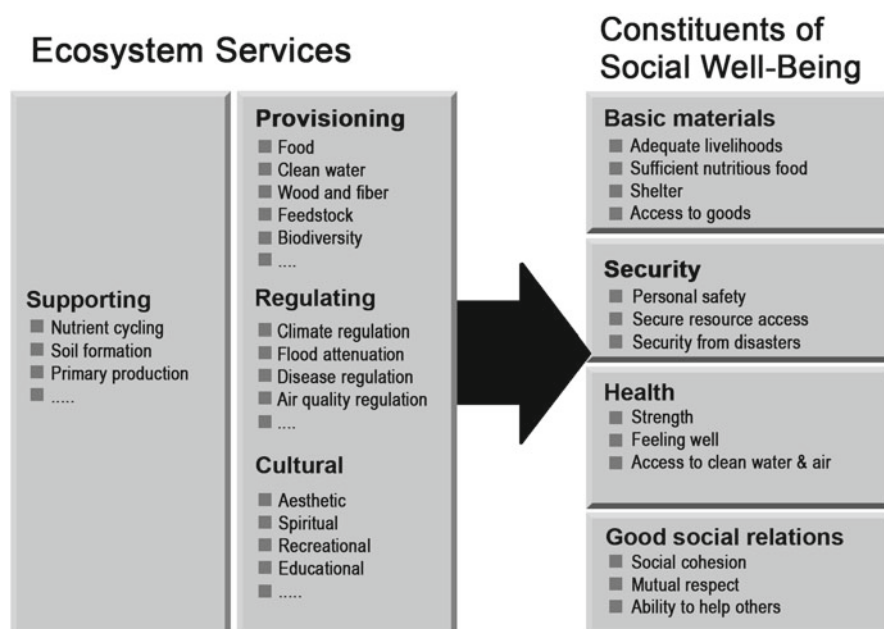 Ecosystem Services
Supporting
Nutrient cycling
Soil formation
Primary production
.....
Provisioning
Food
Clean water
Wood and fiber
Feedstock
Biodiversity
....
Regulating
Climate regulation
Flood attenuation
Disease regulation
Air quality regulation
....
Cultural
Aesthetic
Spiritual
Recreational
Educational
.....
Constituents of
Social Well-Being
Basic materials
Adequate livelihoods
Sufficient nutritious food
Shelter
Access to goods
Security
Personal safety
Secure resource access
Security from disasters
Health
Strength
Feeling well
Access to clean water & air
Good social relations
Social cohesion
Mutual respect
Ability to help others